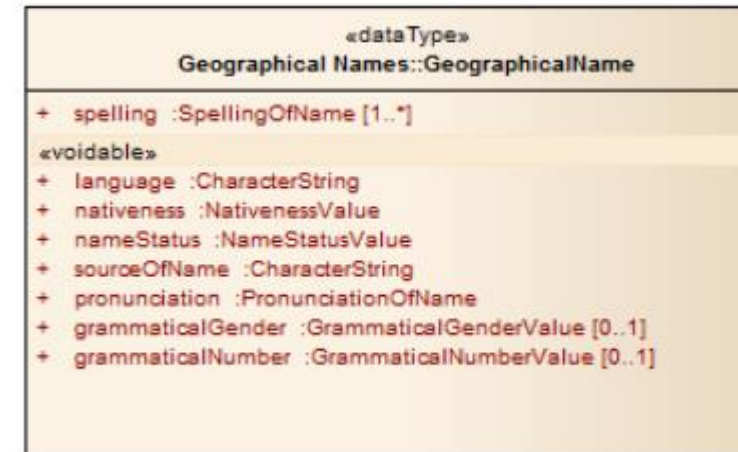 «dataType»
Geographical Names::GeographicalName
+ spelling :SpellingOfName [1..*]
«voidable»
+ language :CharacterString
+ nativeness :NativenessValue
+ nameStatus :NameStatusValue
+ sourceOfName :CharacterString
+ pronunciation :PronunciationOfName
+ grammaticalGender :GrammaticalGenderValue [0..1]
+ grammaticalNumber :GrammaticalNumberValue [0..1]